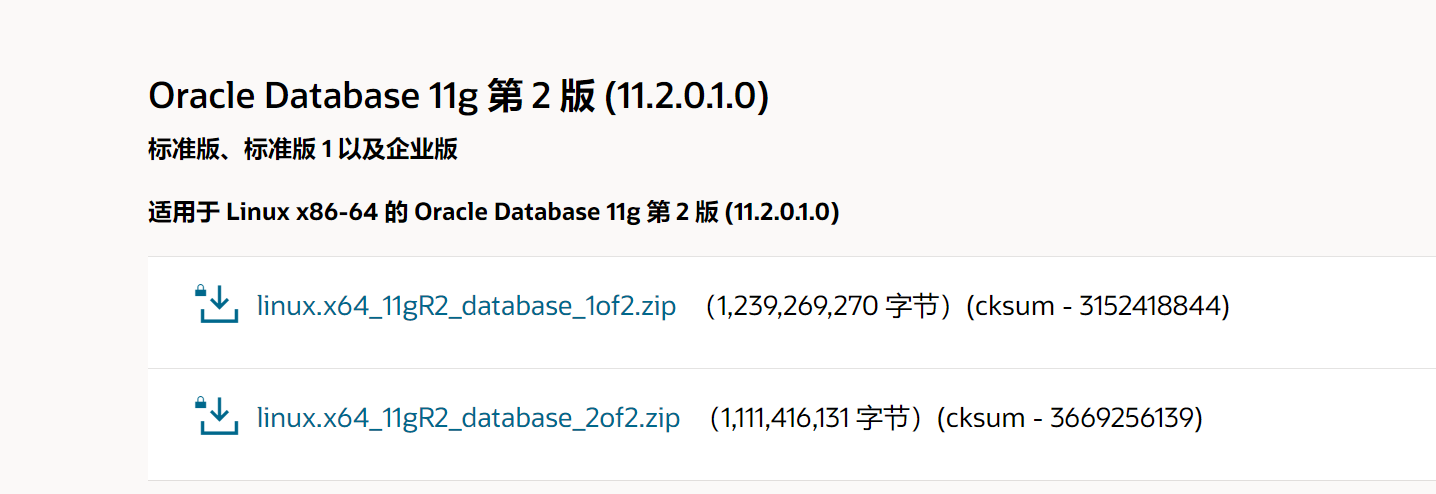 Oracle Database 11g 第 2 版 (11.2.0.1.0)
标准版、标准版 1 以及企业版
适用于 Linux x86-64 的 Oracle Database 11g 第 2 版 (11.2.0.1.0)
linux.x64_11gR2_database_1of2.zip （1,239,269,270 字节）(cksum - 3152418844)
linux.x64_11gR2_database_2of2.zip （1,111,416,131 字节）(cksum - 3669256139)